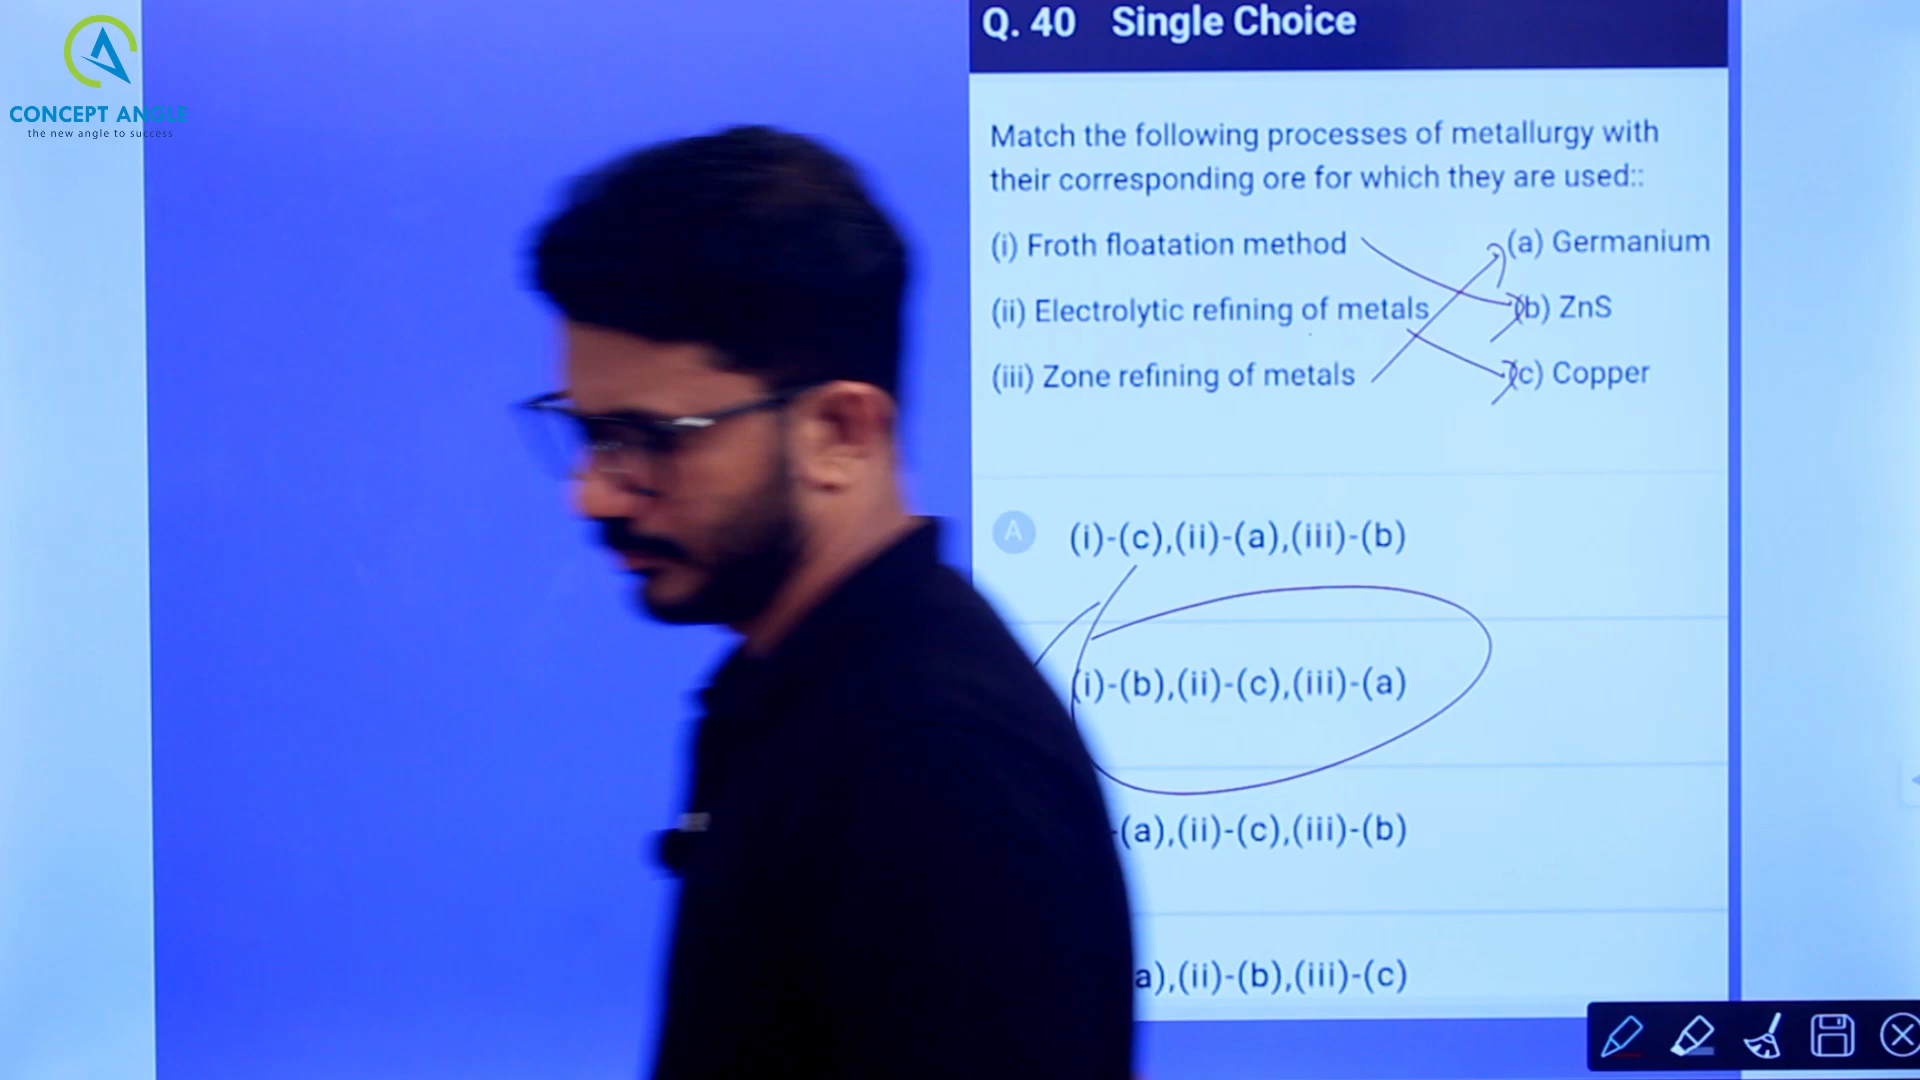 CONCEPT ANGLE
the new angle to success
Q. 40 Single Choice
Match the following processes of metallurgy with
their corresponding ore for which they are used::
(i) Froth floatation method (a) Germanium
(ii) Electrolytic refining of metals (b) ZnS
(iii) Zone refining of metals (c) Copper
A (i)-(c),(ii)-(a),(iii)-(b)
(i)-(b),(ii)-(c),(iii)-(a)
-(a),(ii)-(c),(iii)-(b)
a),(ii)-(b),(iii)-(c)